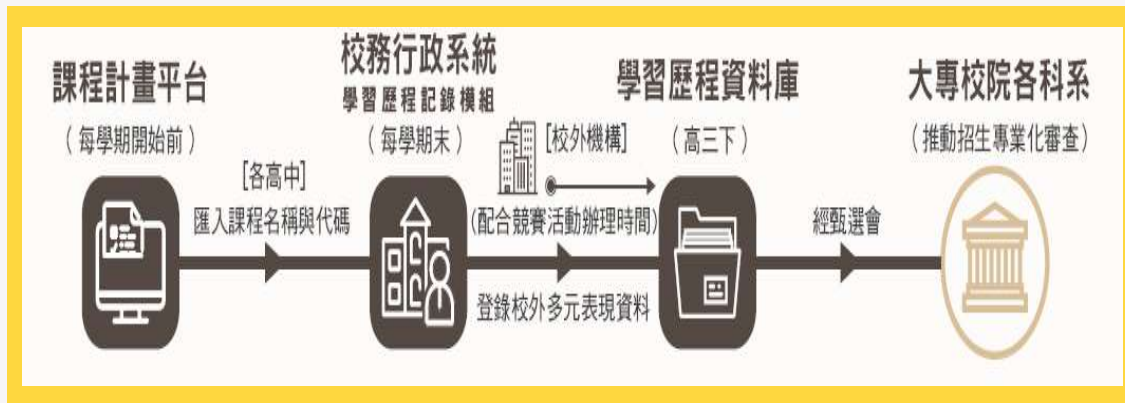 課程計畫平台
（每學期開始前）
[各高中]
匯入課程名稱與代碼
校務行政系統
學習歷程記錄模組
（每學期末）
[校外機構]
(配合競賽活動辦理時間)
登錄校外多元表現資料
學習歷程資料庫
（高三下）
經甄選會
大專校院各科系
（推動招生專業化審查）